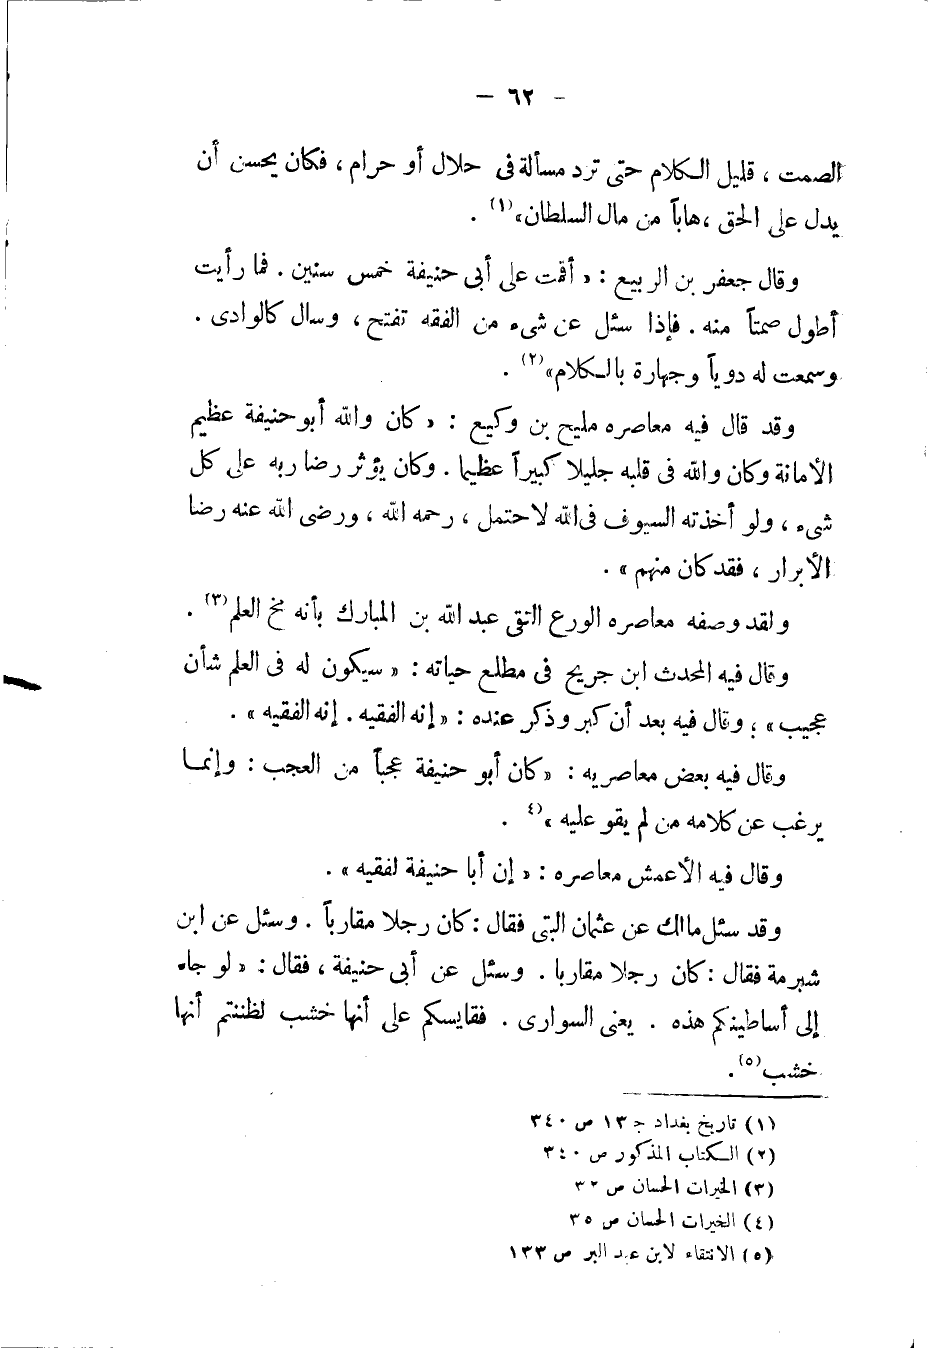 - ٦٢ -
الصمت ، قليل الكلام حتى ترد مسألة فى حلال أو حرام ، فكان يحسن أن
يدل على الحق ، هاباً من مال السلطان»(١) .
وقال جعفر بن الربيع : « أقمت على أبى حنيفة خمس سنين . فما رأيت
أطول صمتاً منه . فإذا سئل عن شىء من الفقه تفتح ، وسال كالوادى .
وسمعت له دوياً وجهارة بالكلام»(٢) .
وقد قال فيه معاصره مليح بن وكيع : « كان والله أبو حنيفة عظيم
الأمانة وكان والله فى قلبه جليلا كبيراً عظيما . وكان يؤثر رضا ربه على كل
شىء ، ولو أخذته السيوف فى الله لاحتمل ، رحمه الله ، ورضى الله عنه رضا
الأبرار ، فقد كان منهم » .
ولقد وصفه معاصره الورع التقى عبد الله بن المبارك بأنه مخ العلم(٣) .
وقال فيه المحدث ابن جريح فى مطلع حياته : « سيكون له فى العلم شأن
عجيب » ؛ وقال فيه بعد أن كبر وذكر عنده : « إنه الفقيه . إنه الفقيه » .
وقال فيه بعض معاصريه : «كان أبو حنيفة عجباً من العجب : وإنما
يرغب عن كلامه من لم يقو عليه »(٤ .
وقال فيه الأعمش معاصره : « إن أبا حنيفة لفقيه » .
وقد سئل مالك عن عثمان البتى فقال : كان رجلا مقارباً . وسئل عن ابن
شبرمة فقال : كان رجلا مقاربا . وسئل عن أبى حنيفة ، فقال : « لو جاء
إلى أساطينكم هذه . يعنى السوارى . فقايسكم على أنها خشب لظننتم أنها
خشب(٥) .
(١) تاريخ بغداد جـ ١٣ ص ٣٤٠
(٢) الكتاب المذكور ص ٣٤٠
(٣) الخيرات الحسان ص ٣٢
(٤) الخيرات الحسان ص ٣٥
(٥) الانتقاء لابن عبد البر ص ١٣٣